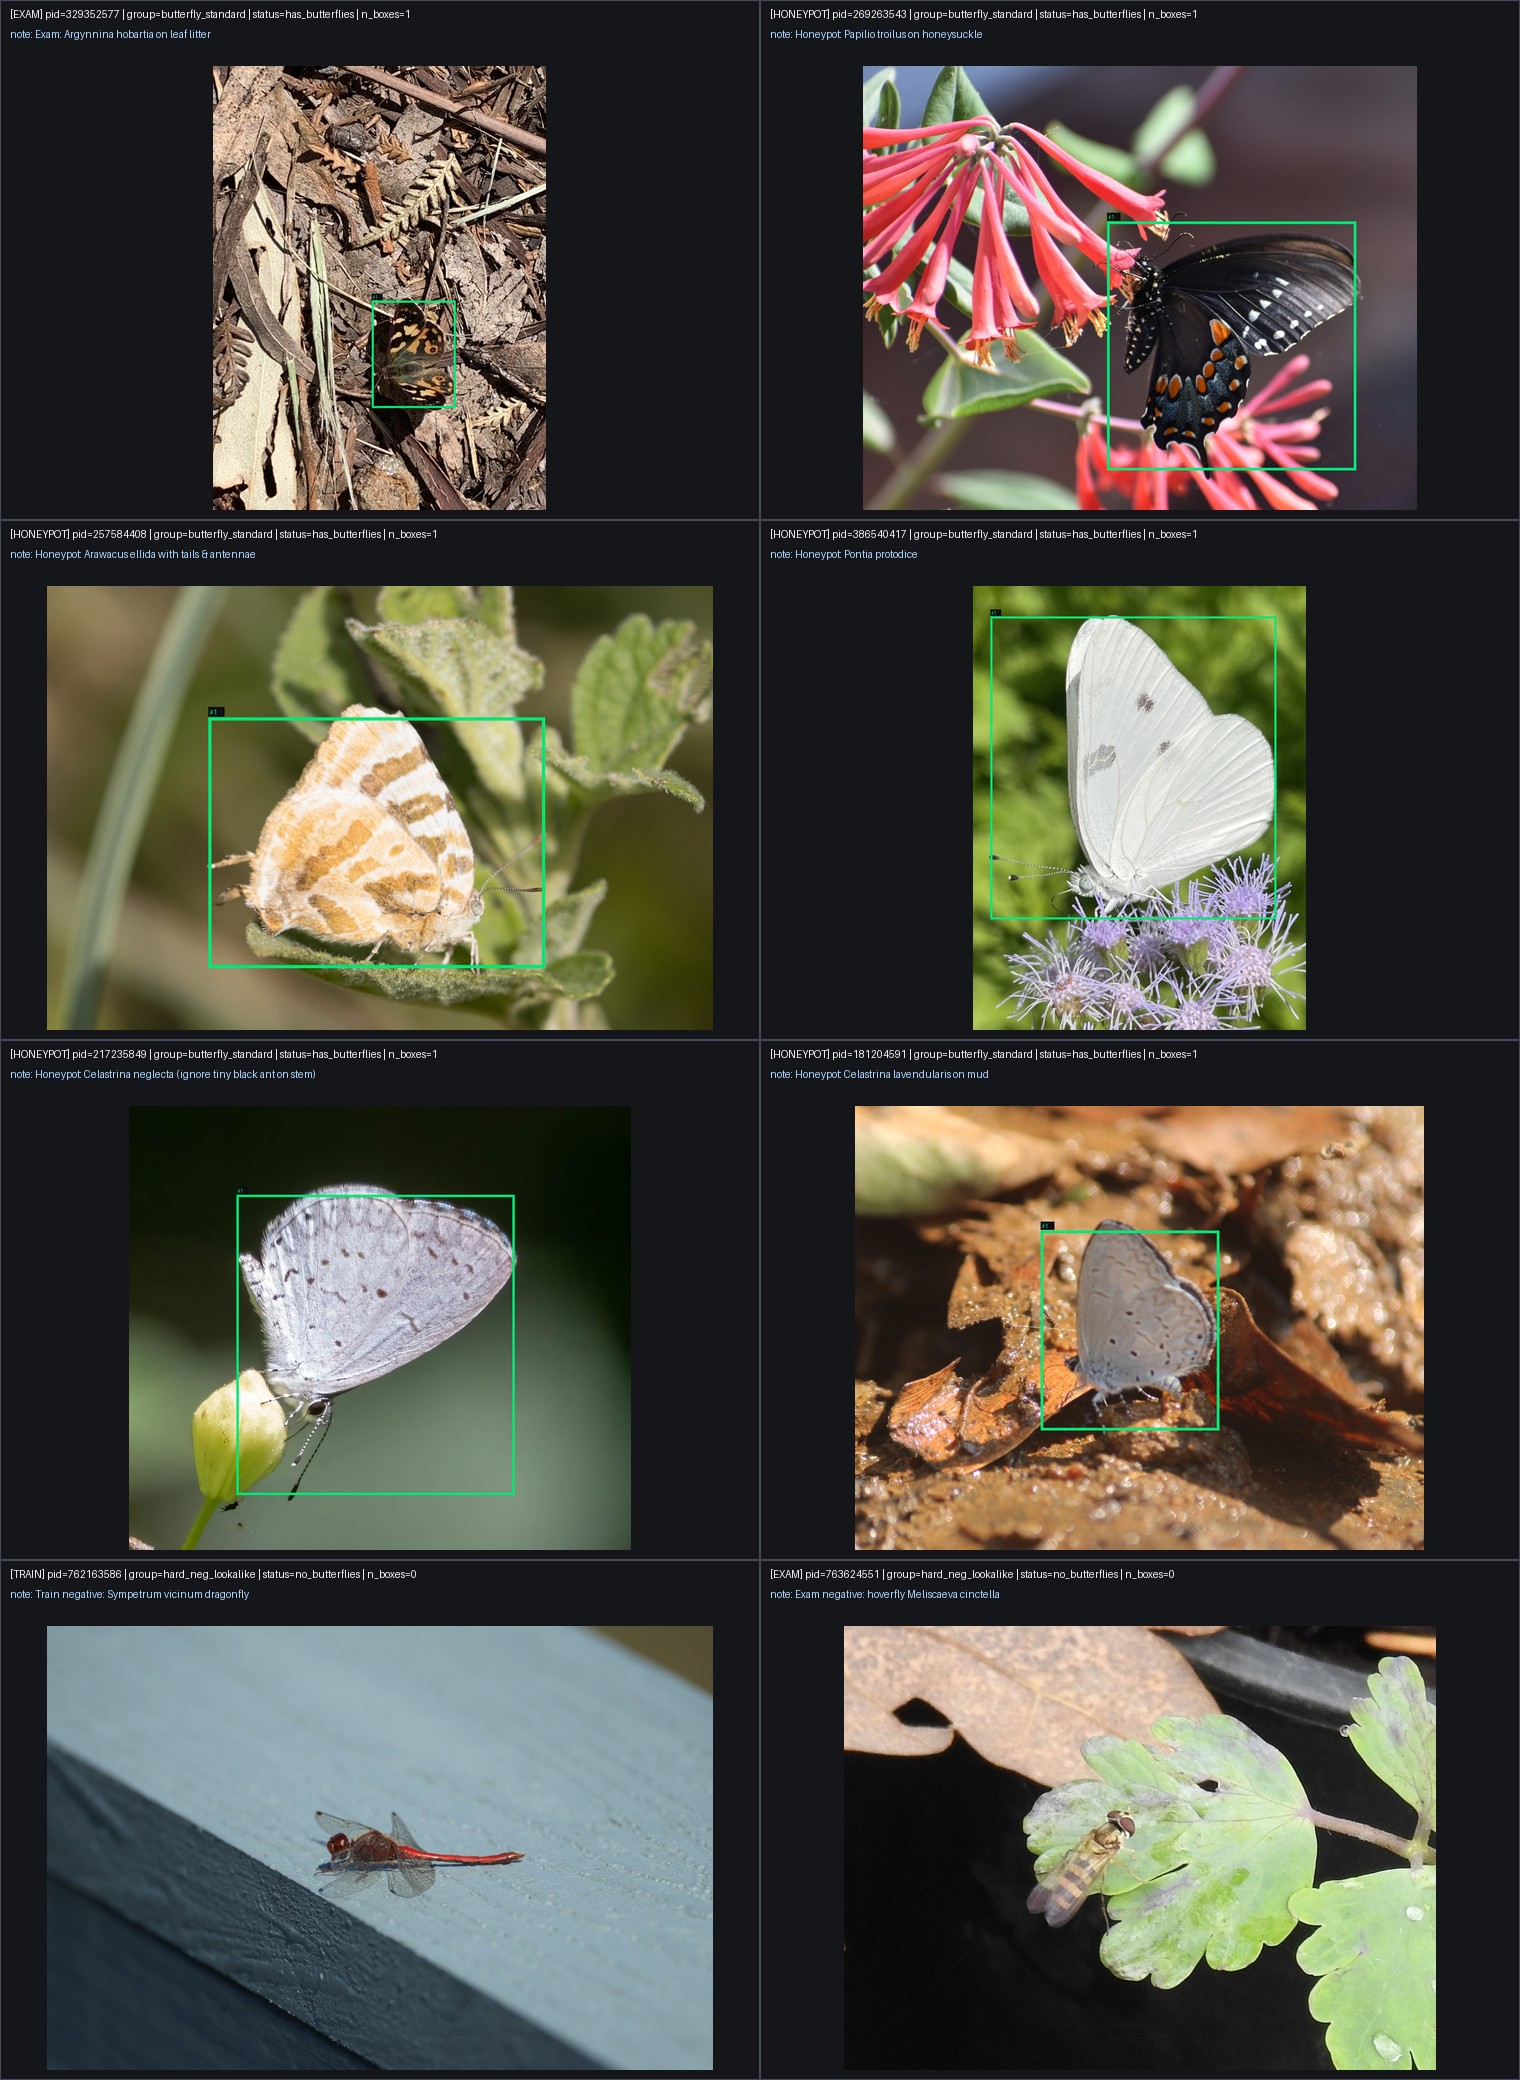 [EXAM] pid=329352577 | group=butterfly_standard | status=has_butterflies | n_boxes=1
note: Exam: Argynnina hobartia on leaf litter
[HONEYPOT] pid=269263543 | group=butterfly_standard | status=has_butterflies | n_boxes=1
note: Honeypot: Papilio troilus on honeysuckle
#1
[HONEYPOT] pid=257584408 | group=butterfly_standard | status=has_butterflies | n_boxes=1
note: Honeypot: Arawacus ellida with tails & antennae
#1
[HONEYPOT] pid=386540417 | group=butterfly_standard | status=has_butterflies | n_boxes=1
note: Honeypot: Pontia protodice
#1
[HONEYPOT] pid=217235849 | group=butterfly_standard | status=has_butterflies | n_boxes=1
note: Honeypot: Celastrina neglecta (ignore tiny black ant on stem)
#1
[HONEYPOT] pid=181204591 | group=butterfly_standard | status=has_butterflies | n_boxes=1
note: Honeypot: Celastrina lavendularis on mud
#1
[TRAIN] pid=762163586 | group=hard_neg_lookalike | status=no_butterflies | n_boxes=0
note: Train negative: Sympetrum vicinum dragonfly
[EXAM] pid=763624551 | group=hard_neg_lookalike | status=no_butterflies | n_boxes=0
note: Exam negative: hoverfly Meliscaeva cinctella